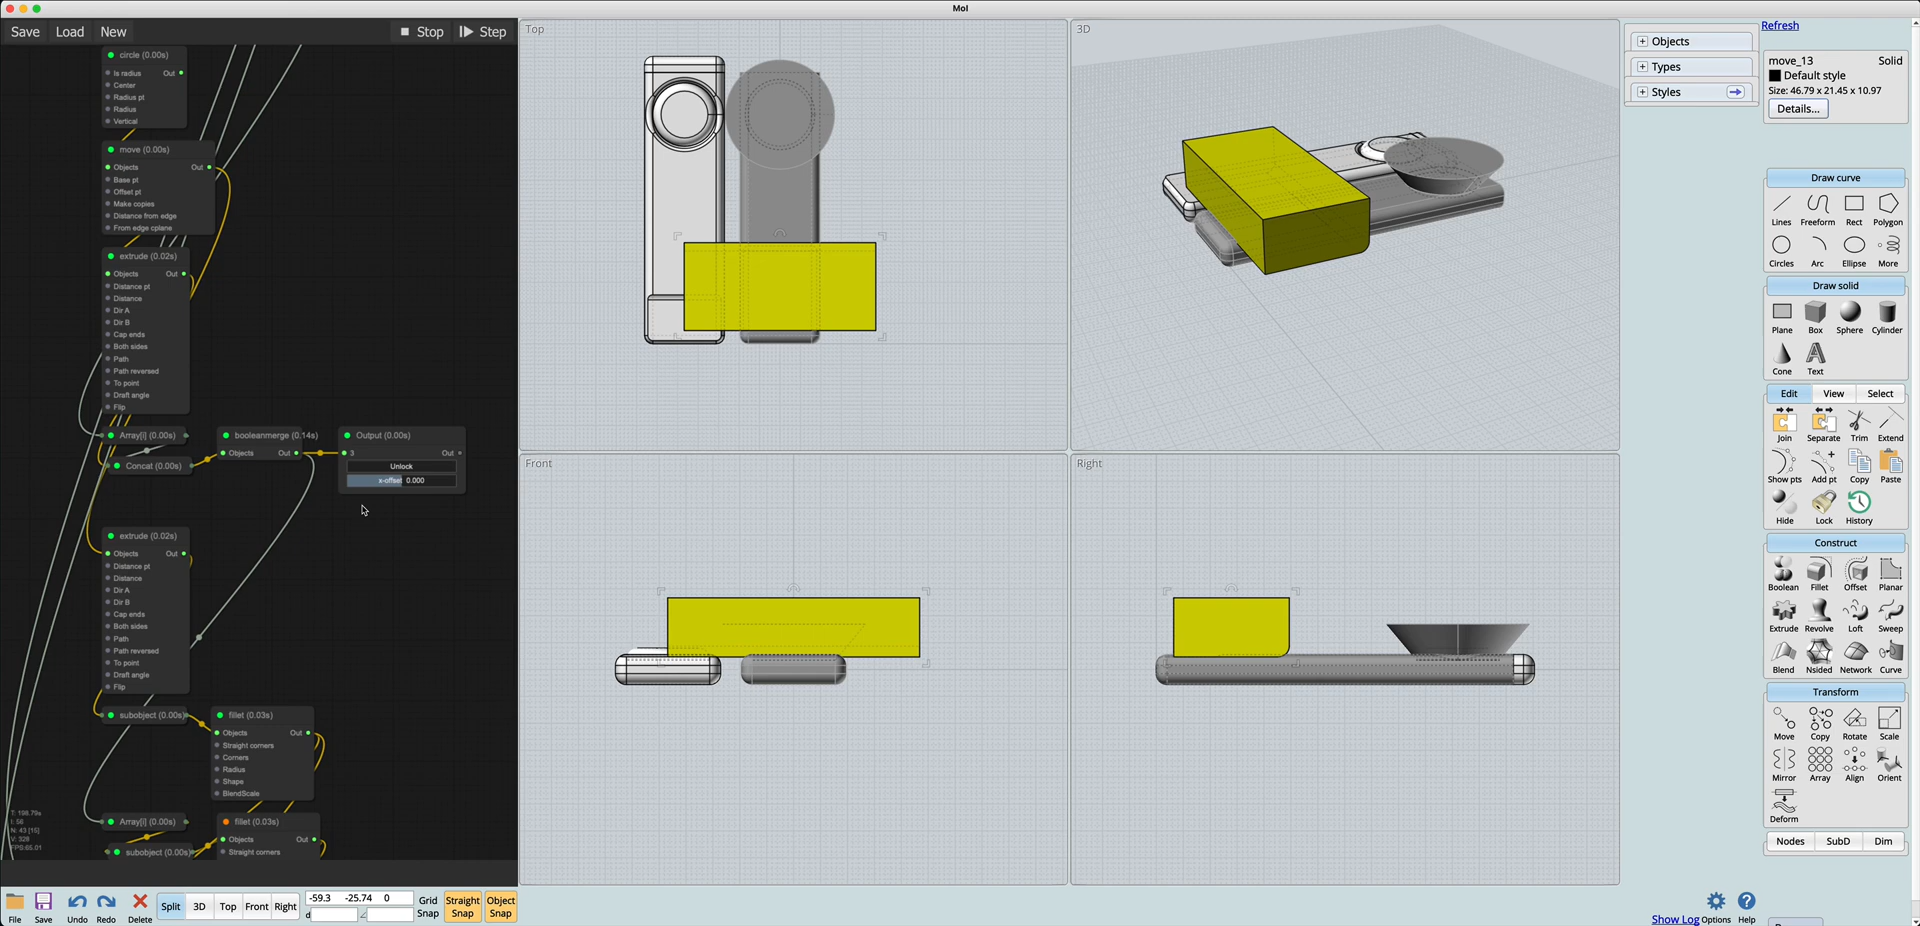 MoI
Save Load New Stop Step
circle (0.00s)
Is radius Out
Center
Radius pt
Radius
Vertical
move (0.00s)
Objects Out
Base pt
Offset pt
Make copies
Distance from edge
From edge cplane
extrude (0.02s)
Objects Out
Distance pt
Distance
Dir A
Dir B
Cap ends
Both sides
Path
Path reversed
To point
Draft angle
Flip
Array[i] (0.00s) booleanmerge (0.14s) Output (0.00s)
Objects Out 3 Out
Concat (0.00s) Unlock
x-offset 0.000
extrude (0.02s)
Objects Out
Distance pt
Distance
Dir A
Dir B
Cap ends
Both sides
Path
Path reversed
To point
Draft angle
Flip
subobject (0.00s) fillet (0.03s)
Objects Out
Straight corners
Corners
Radius
Shape
BlendScale
T: 198.79s
I: 56
N: 43 [15]
V: 328
FPS:65.01
Array[i] (0.00s) fillet (0.03s)
Objects Out
subobject (0.00s) Straight corners
Top
3D
Front
Right
Objects
Types
Styles
Refresh
move_13 Solid
Default style
Size: 46.79 x 21.45 x 10.97
Details...
Draw curve
Lines Freeform Rect Polygon
Circles Arc Ellipse More
Draw solid
Plane Box Sphere Cylinder
Cone Text
Edit View Select
Join Separate Trim Extend
Show pts Add pt Copy Paste
Hide Lock History
Construct
Boolean Fillet Offset Planar
Extrude Revolve Loft Sweep
Blend Nsided Network Curve
Transform
Move Copy Rotate Scale
Mirror Array Align Orient
Deform
Nodes SubD Dim
Show Log Options Help
File Save Undo Redo Delete
Split 3D Top Front Right
-59.3 -25.74 0
d
Grid Snap
Straight Snap
Object Snap